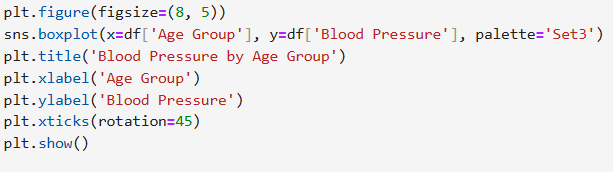 plt.figure(figsize=(8, 5))
sns.boxplot(x=df['Age Group'], y=df['Blood Pressure'], palette='Set3')
plt.title('Blood Pressure by Age Group')
plt.xlabel('Age Group')
plt.ylabel('Blood Pressure')
plt.xticks(rotation=45)
plt.show()